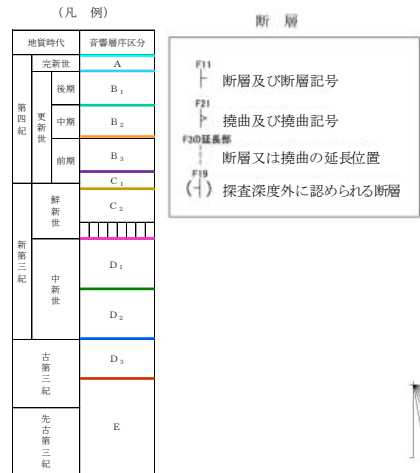 (凡 例)
地質時代 音響層序区分
第四紀
完新世 A
更新世
後期 B1
中期 B2
前期 B3
C1
新第三紀
鮮新世 C2
中新世
D1
D2
古第三紀 D3
先古第三紀 E
断 層
F11
断層及び断層記号
F21
撓曲及び撓曲記号
F3の延長部
断層又は撓曲の延長位置
F19
探査深度外に認められる断層